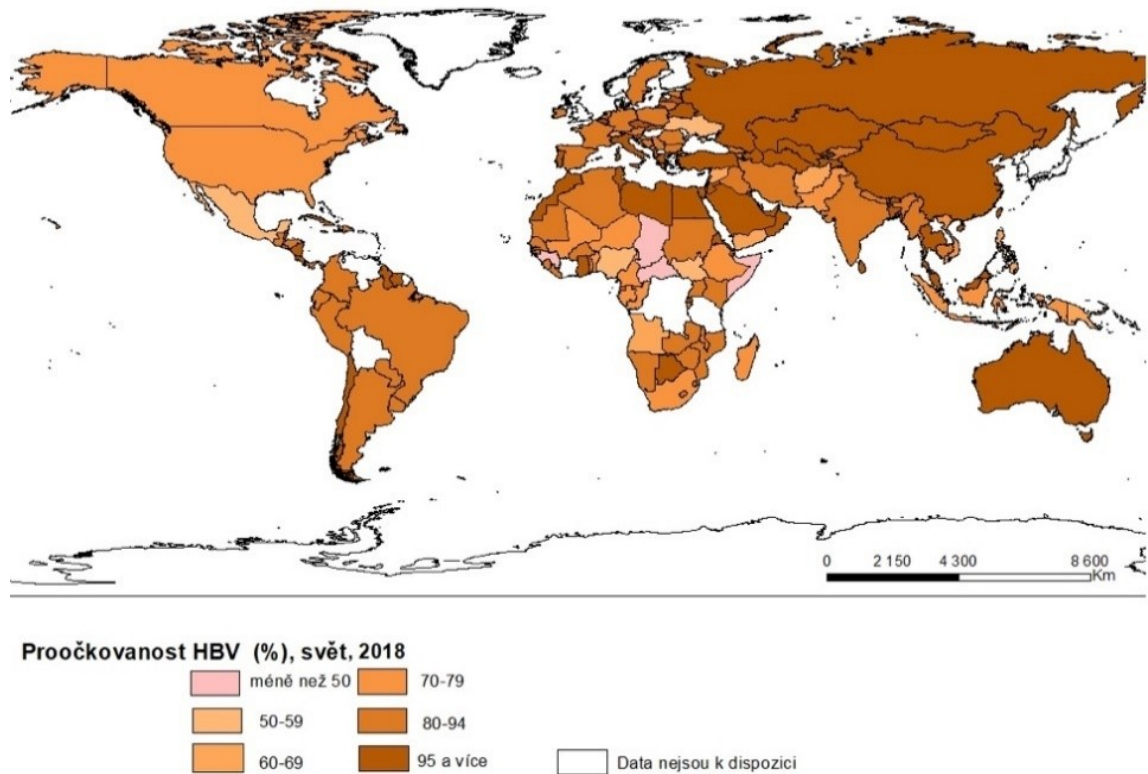 0 2 150 4 300 8 600
Km
Proočkovanost HBV (%), svět, 2018
méně než 50 70-79
50-59 80-94
60-69 95 a více Data nejsou k dispozici